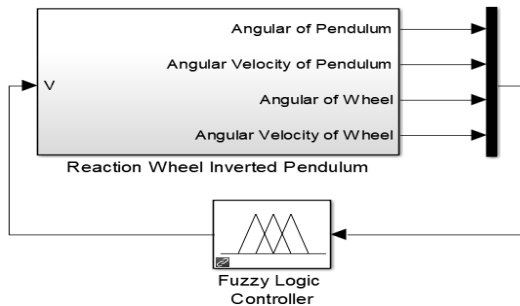 Angular of Pendulum
Angular Velocity of Pendulum
V
Angular of Wheel
Angular Velocity of Wheel
Reaction Wheel Inverted Pendulum
Fuzzy Logic
Controller